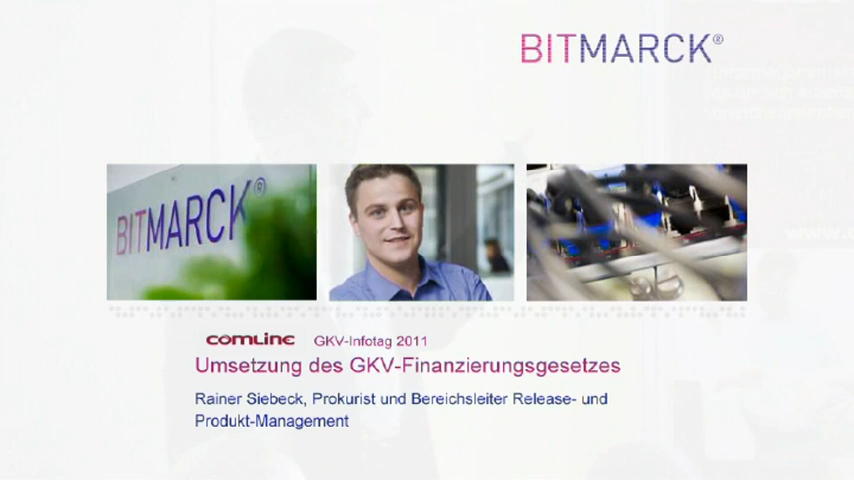 BITMARCK®
BITMARCK®
comline GKV-Infotag 2011
Umsetzung des GKV-Finanzierungsgesetzes
Rainer Siebeck, Prokurist und Bereichsleiter Release- und
Produkt-Management